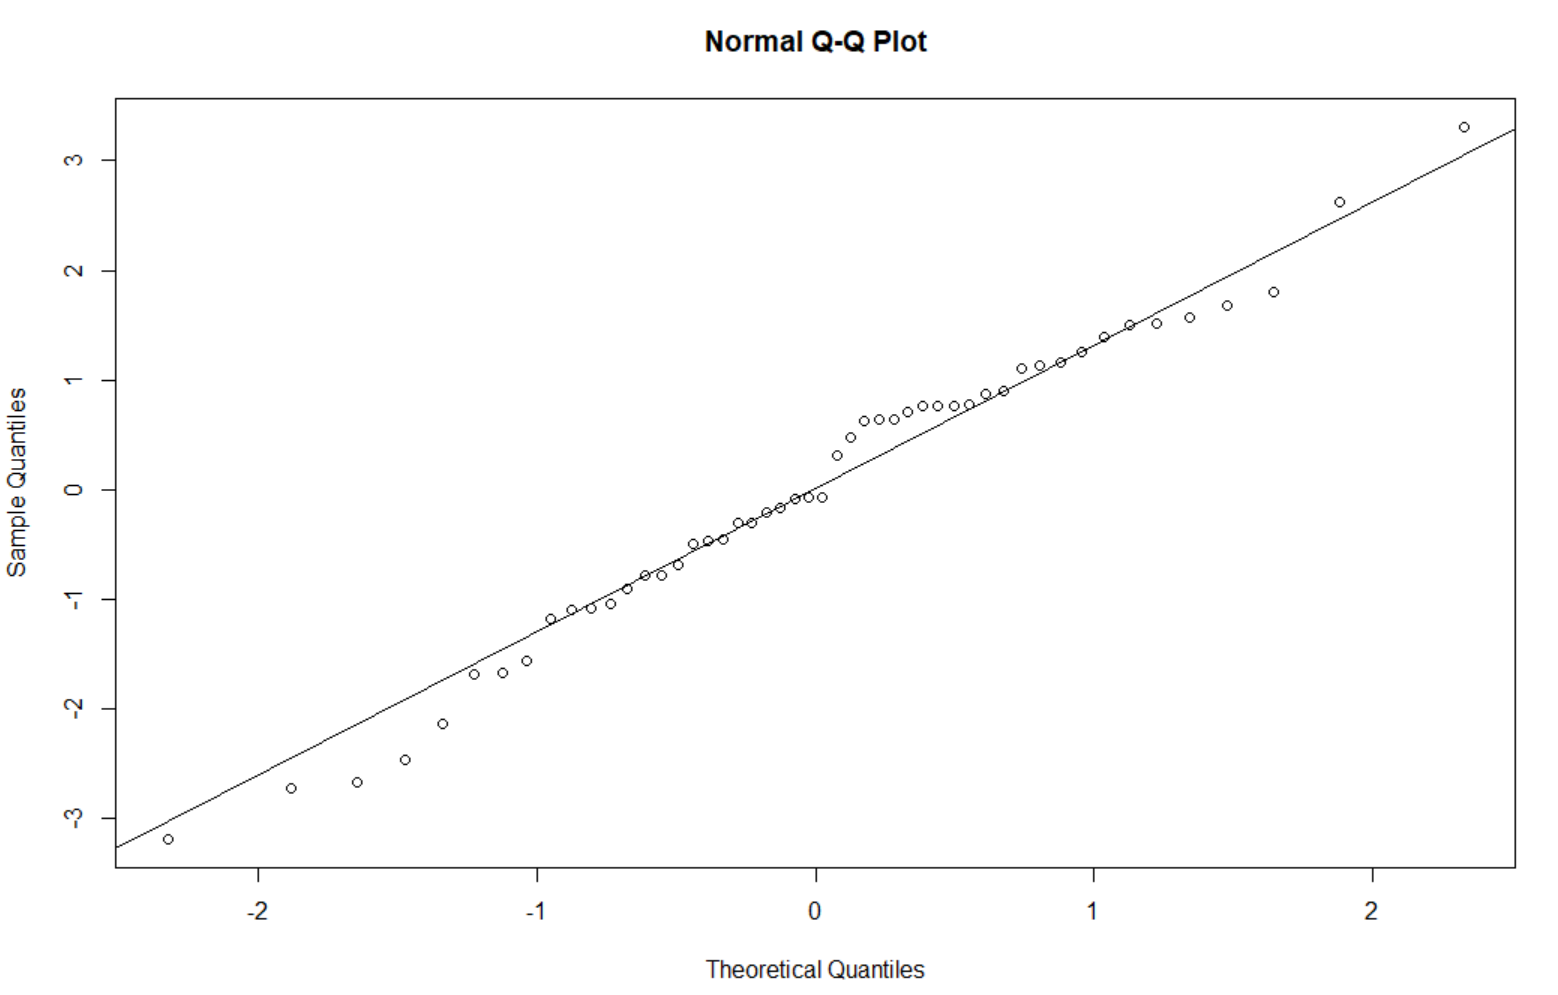 Normal Q-Q Plot
3
2
1
0
-1
-2
-3
Sample Quantiles
-2 -1 0 1 2
Theoretical Quantiles